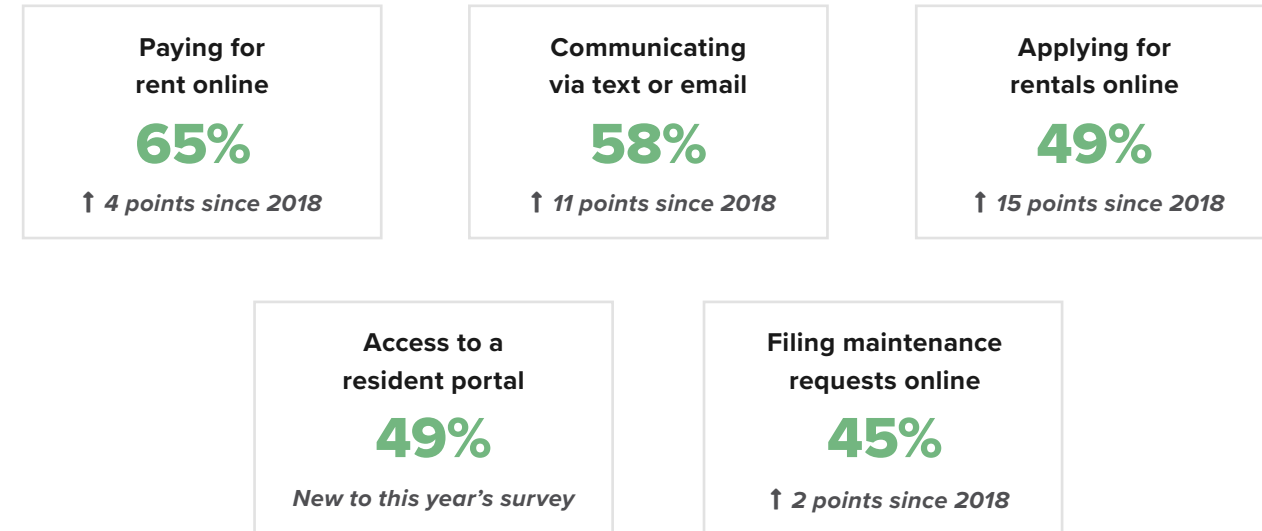 Paying for
rent online
65%
↑ 4 points since 2018
Communicating
via text or email
58%
↑ 11 points since 2018
Applying for
rentals online
49%
↑ 15 points since 2018
Access to a
resident portal
49%
New to this year’s survey
Filing maintenance
requests online
45%
↑ 2 points since 2018